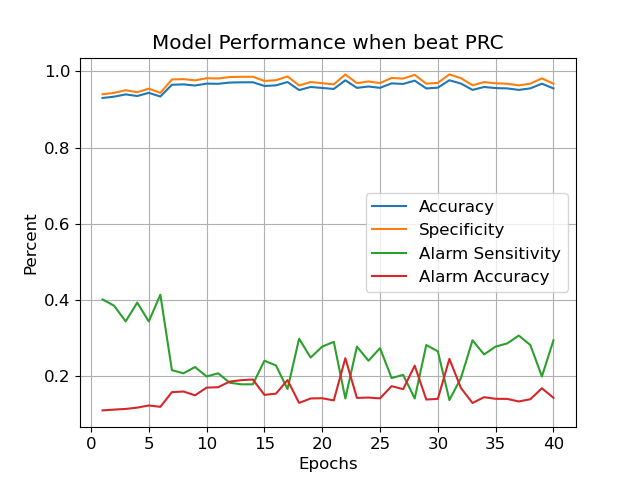 Model Performance when beat PRC
1.0
0.8
0.6
0.4
0.2
Percent
Accuracy
Specificity
Alarm Sensitivity
Alarm Accuracy
0 5 10 15 20 25 30 35 40
Epochs